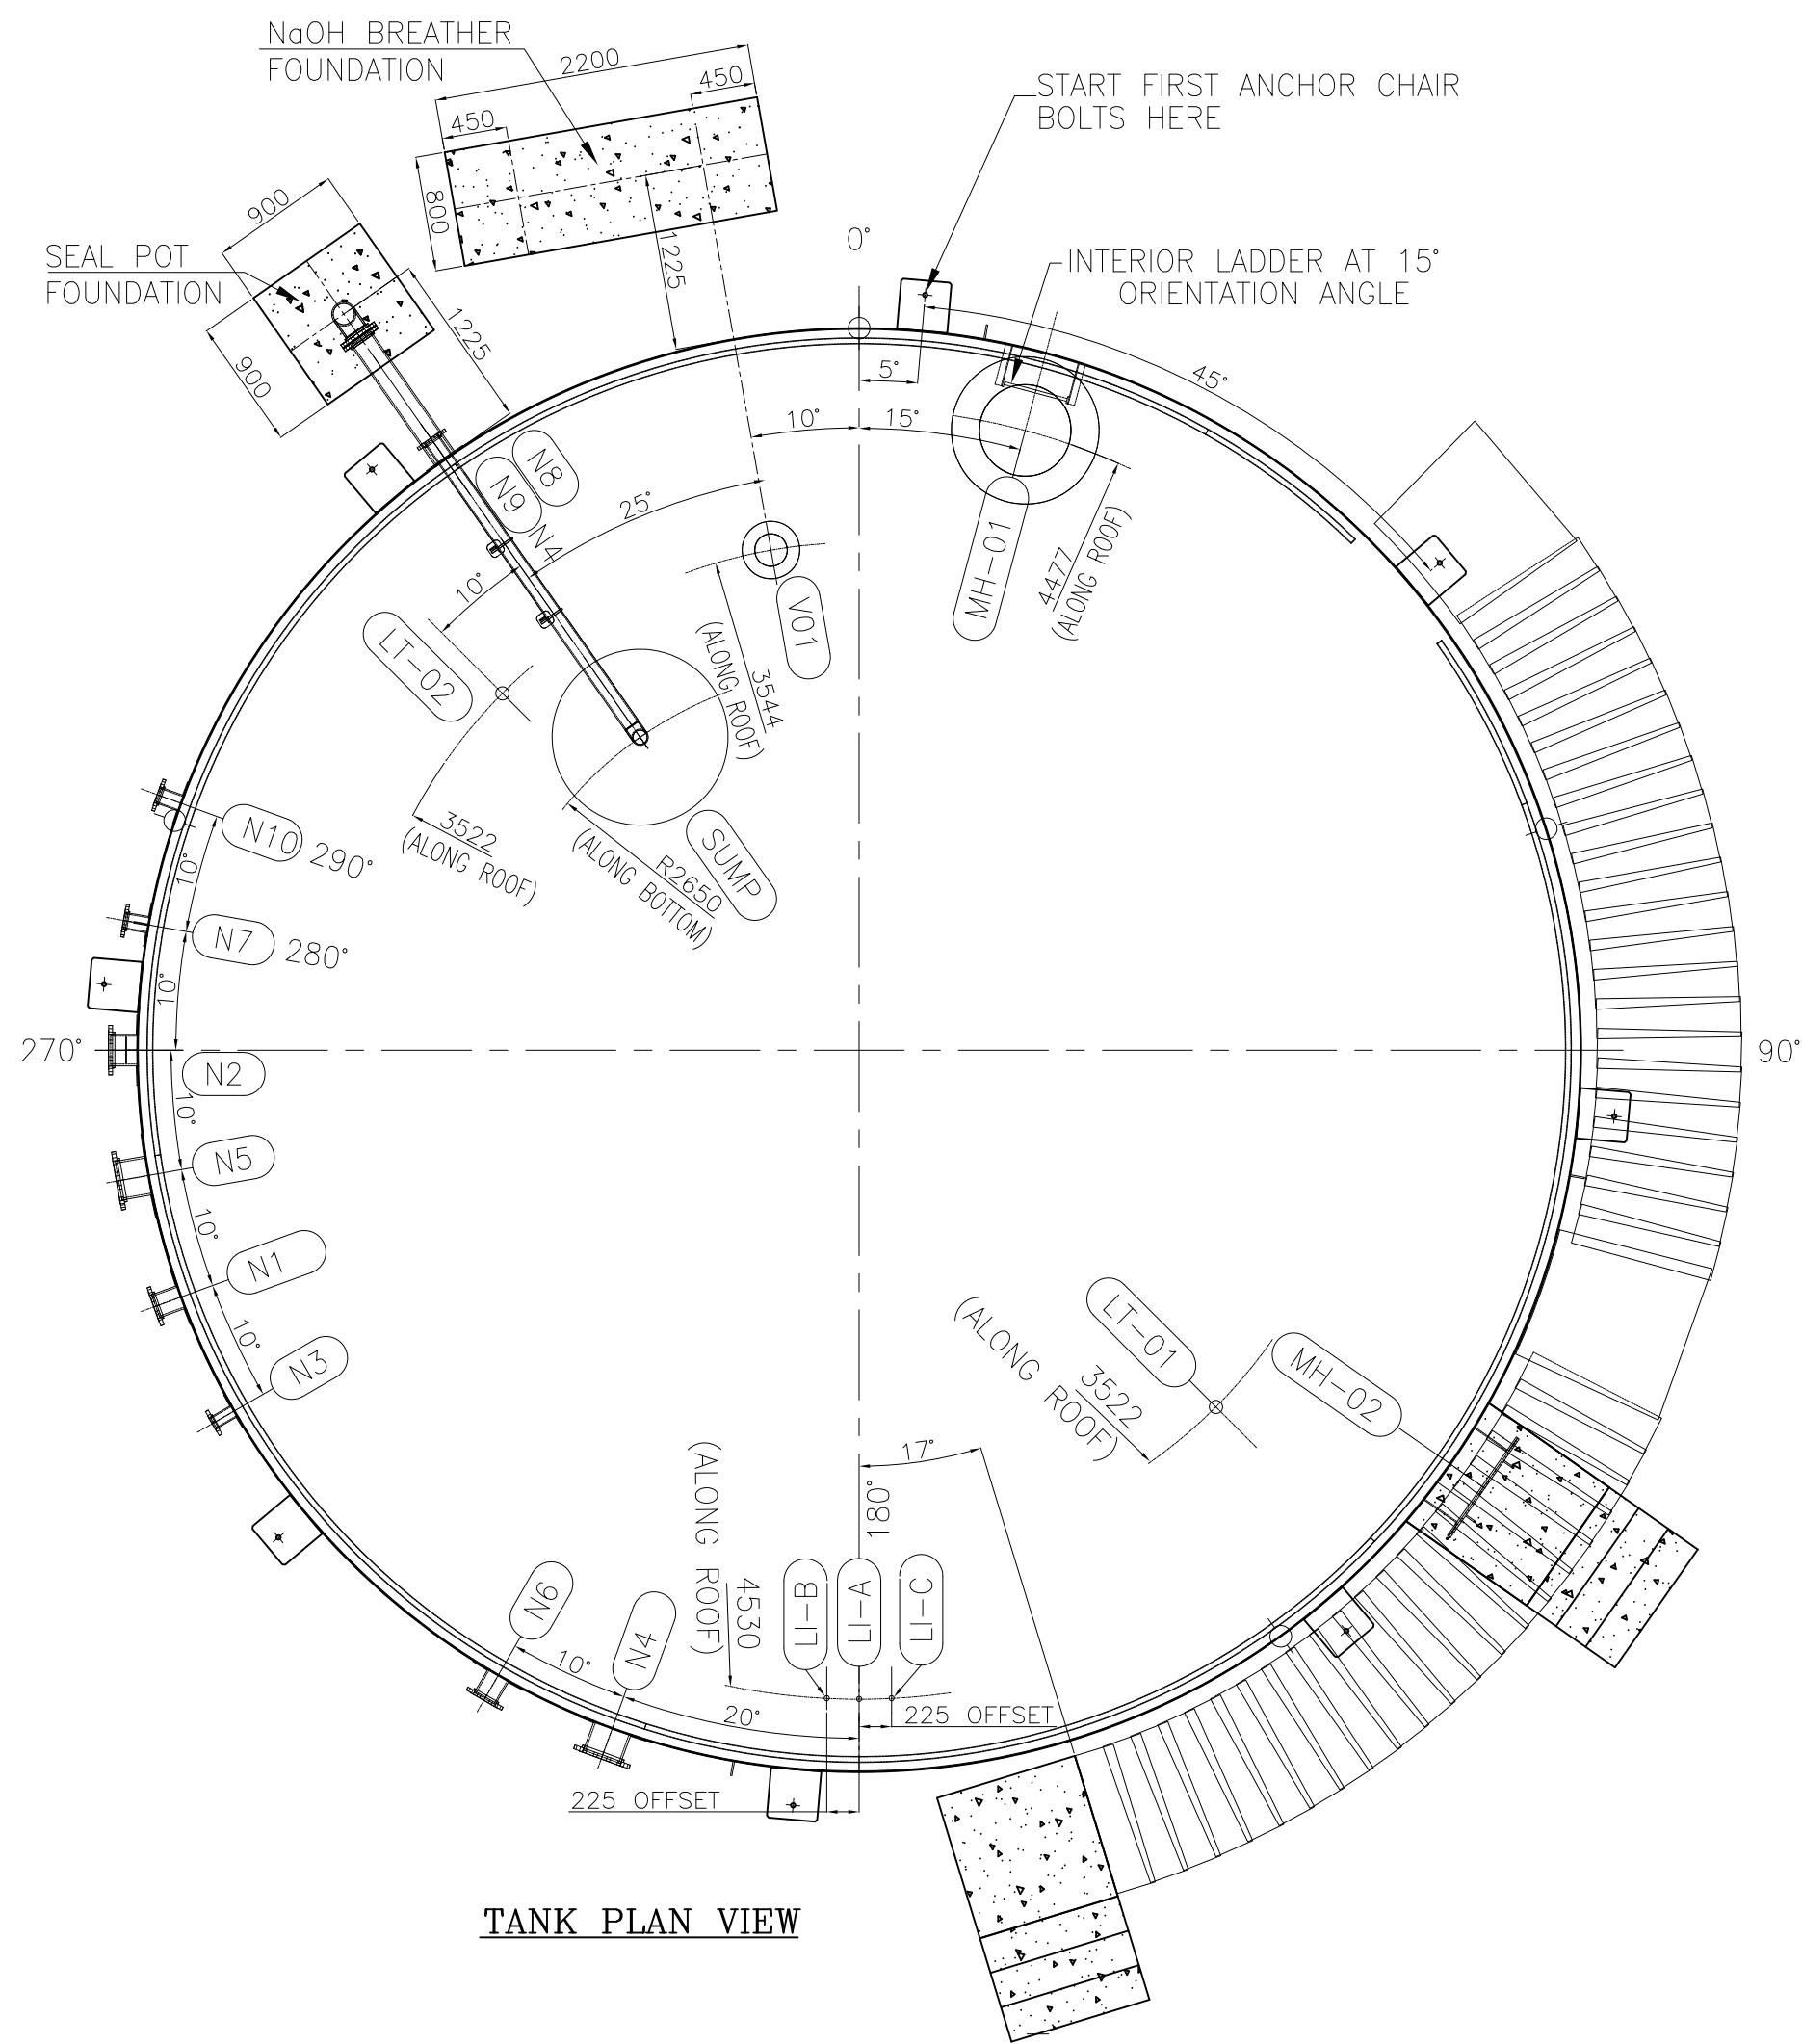 NaOH BREATHER
FOUNDATION
2200
450
450
START FIRST ANCHOR CHAIR
BOLTS HERE
800
1225
900
900
1225
SEAL POT
FOUNDATION
0°
INTERIOR LADDER AT 15°
ORIENTATION ANGLE
5°
45°
10°
15°
N8
N9
N4
25°
10°
MH-01
4477
(ALONG ROOF)
V01
3544
(ALONG ROOF)
LT-02
3522
(ALONG ROOF)
SUMP
R2650
(ALONG BOTTOM)
N10 290°
10°
N7 280°
10°
270°
90°
N2
10°
N5
10°
N1
10°
N3
LT-01
3522
(ALONG ROOF)
MH-02
17°
180°
(ALONG ROOF)
4530
LI-B
LI-A
LI-C
N6
N4
10°
20°
225 OFFSET
225 OFFSET
TANK PLAN VIEW